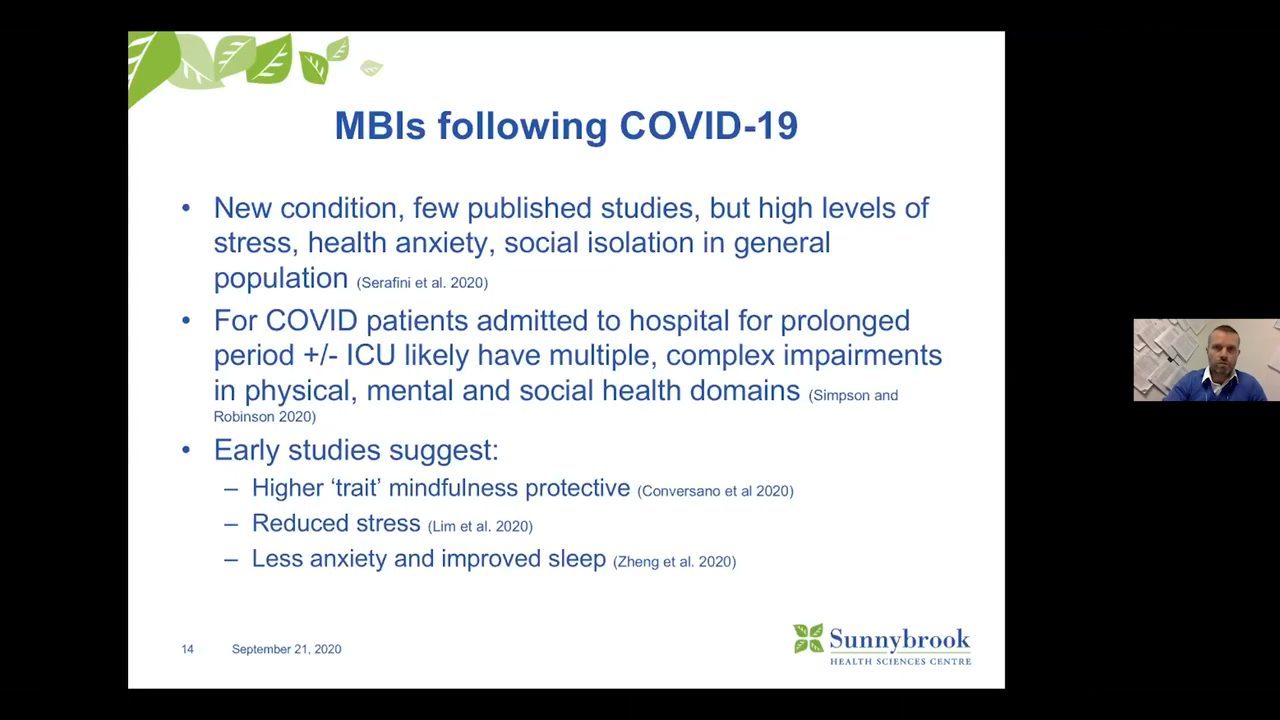 MBIs following COVID-19
• New condition, few published studies, but high levels of
stress, health anxiety, social isolation in general
population (Serafini et al. 2020)
• For COVID patients admitted to hospital for prolonged
period +/- ICU likely have multiple, complex impairments
in physical, mental and social health domains (Simpson and
Robinson 2020)
• Early studies suggest:
– Higher ‘trait’ mindfulness protective (Conversano et al 2020)
– Reduced stress (Lim et al. 2020)
– Less anxiety and improved sleep (Zheng et al. 2020)
14 September 21, 2020
Sunnybrook
HEALTH SCIENCES CENTRE